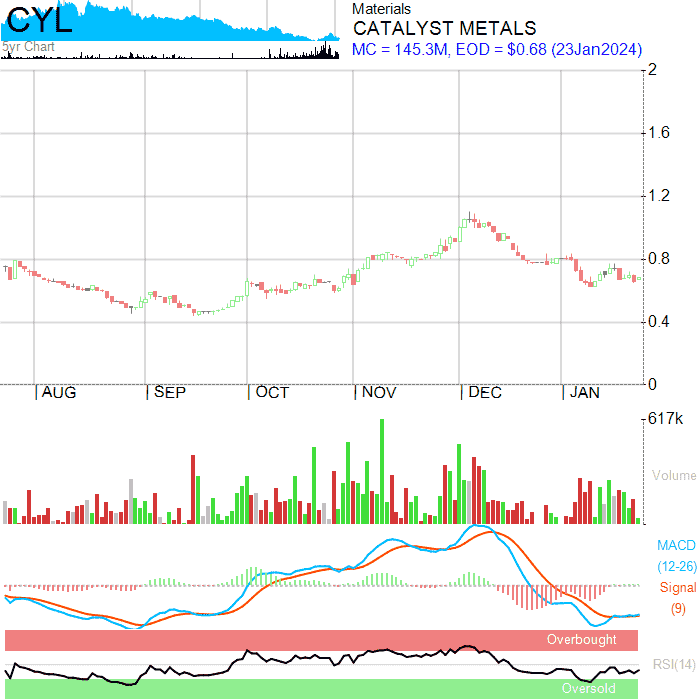 CYL
5yr Chart
Materials
CATALYST METALS
MC = 145.3M, EOD = $0.68 (23Jan2024)
2
1.6
1.2
0.8
0.4
0
AUG SEP OCT NOV DEC JAN
617k
Volume
MACD
(12-26)
Signal
(9)
Overbought
RSI(14)
Oversold